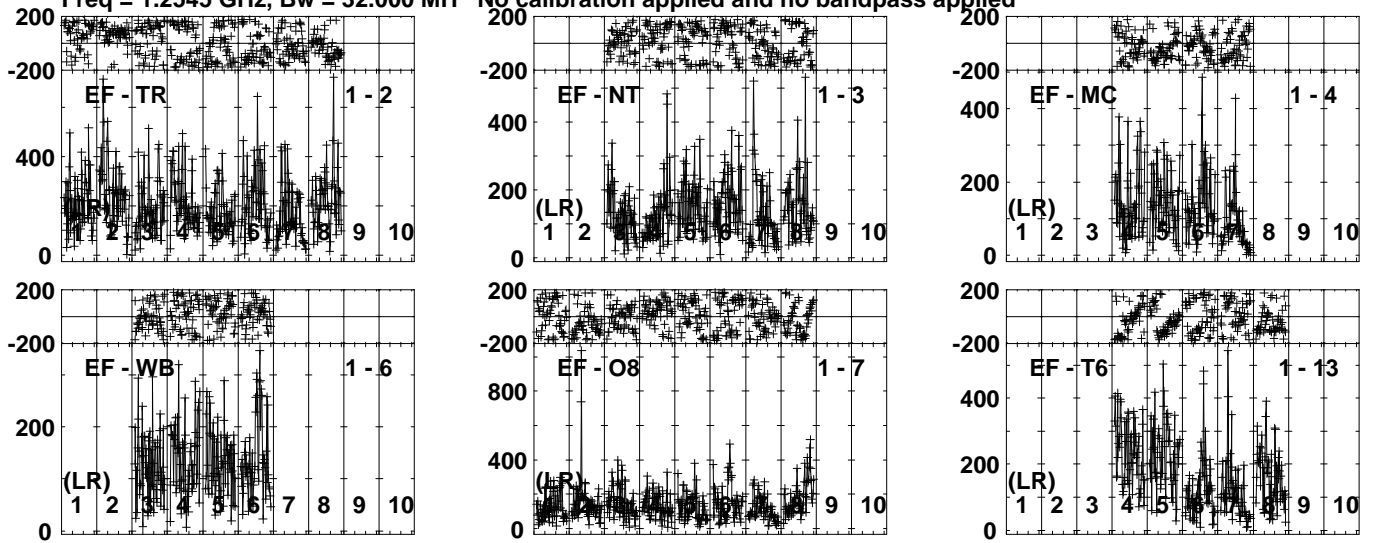 Freq = 1.2545 GHz, Bw = 32.000 MH No calibration applied and no bandpass applied
200
-200
EF - TR 1 - 2
400
(LR)
1 2 3 4 5 6 7 8 9 10
0
EF - NT 1 - 3
400
200
(LR)
1 2 3 4 5 6 7 8 9 10
0
200
-200
EF - MC 1 - 4
400
200
(LR)
1 2 3 4 5 6 7 8 9 10
0
200
-200
EF - WB 1 - 6
200
(LR)
1 2 3 4 5 6 7 8 9 10
0
EF - O8 1 - 7
800
400
(LR)
1 2 3 4 5 6 7 8 9 10
0
200
-200
EF - T6 1 - 13
400
200
(LR)
1 2 3 4 5 6 7 8 9 10
0